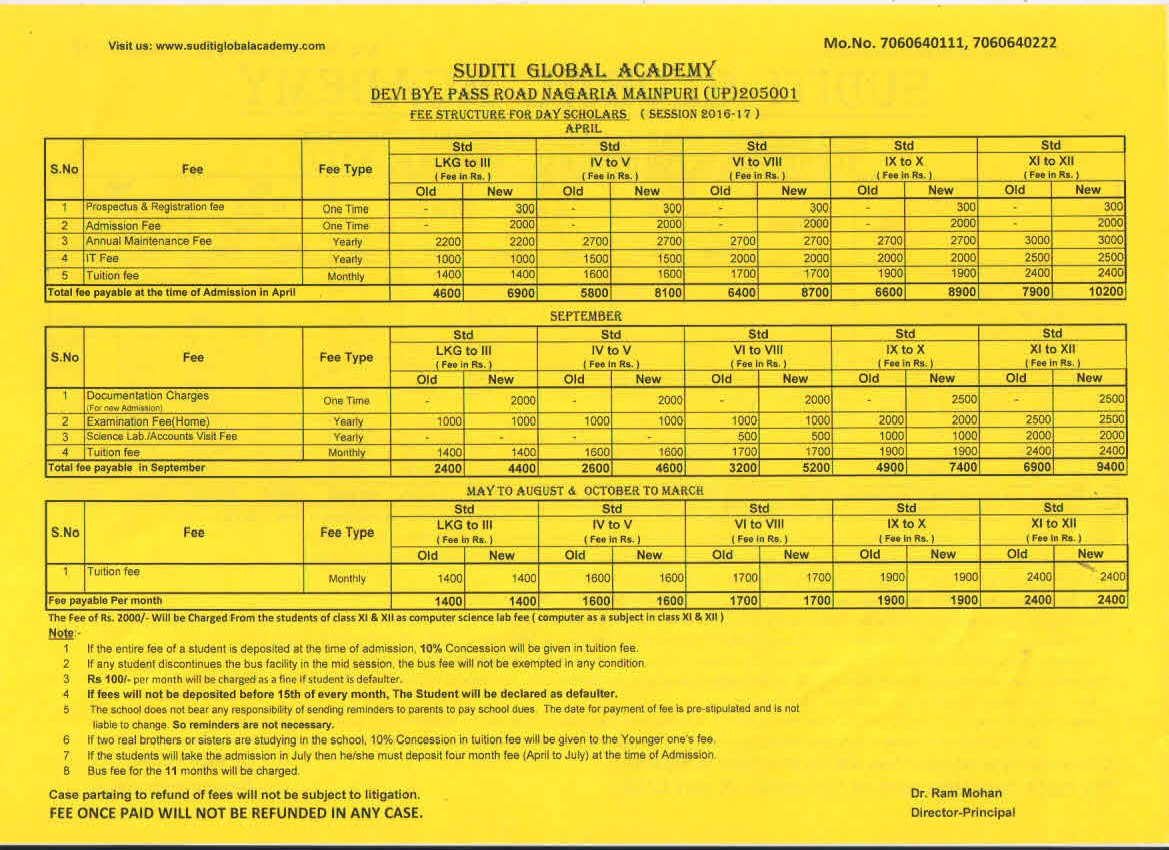 Visit us: www.suditiglobalacademy.com Mo.No. 7060640111, 7060640222
SUDITI GLOBAL ACADEMY
DEVI BYE PASS ROAD NAGARIA MAINPURI (UP)205001
FEE STRUCTURE FOR DAY SCHOLARS ( SESSION 2016-17 )
APRIL
S.No Fee Fee Type Std Std Std Std Std
LKG to III IV to V VI to VIII IX to X XI to XII
( Fee in Rs. ) ( Fee in Rs. ) ( Fee in Rs. ) ( Fee in Rs. ) ( Fee in Rs. )
Old New Old New Old New Old New Old New
1 Prospectus & Registration fee One Time - 300 - 300 - 300 - 300 - 300
2 Admission Fee One Time - 2000 - 2000 - 2000 - 2000 - 2000
3 Annual Maintenance Fee Yearly 2200 2200 2700 2700 2700 2700 2700 2700 3000 3000
4 IT Fee Yearly 1000 1000 1500 1500 2000 2000 2000 2000 2500 2500
5 Tuition fee Monthly 1400 1400 1600 1600 1700 1700 1900 1900 2400 2400
Total fee payable at the time of Admission in April 4600 6900 5800 8100 6400 8700 6600 8900 7900 10200
SEPTEMBER
S.No Fee Fee Type Std Std Std Std Std
LKG to III IV to V VI to VIII IX to X XI to XII
( Fee in Rs. ) ( Fee in Rs. ) ( Fee in Rs. ) ( Fee in Rs. ) ( Fee in Rs. )
Old New Old New Old New Old New Old New
1 Documentation Charges One Time - 2000 - 2000 - 2000 - 2500 - 2500
(For new Admission)
2 Examination Fee(Home) Yearly 1000 1000 1000 1000 1000 1000 2000 2000 2500 2500
3 Science Lab./Accounts Visit Fee Yearly - - - - 500 500 1000 1000 2000 2000
4 Tuition fee Monthly 1400 1400 1600 1600 1700 1700 1900 1900 2400 2400
Total fee payable in September 2400 4400 2600 4600 3200 5200 4900 7400 6900 9400
MAY TO AUGUST & OCTOBER TO MARCH
S.No Fee Fee Type Std Std Std Std Std
LKG to III IV to V VI to VIII IX to X XI to XII
( Fee in Rs. ) ( Fee in Rs. ) ( Fee in Rs. ) ( Fee in Rs. ) ( Fee in Rs. )
Old New Old New Old New Old New Old New
1 Tuition fee Monthly 1400 1400 1600 1600 1700 1700 1900 1900 2400 2400
Fee payable Per month 1400 1400 1600 1600 1700 1700 1900 1900 2400 2400
The Fee of Rs. 2000/- Will be Charged From the students of class XI & XII as computer science lab fee ( computer as a subject in class XI & XII )
Note:-
1 If the entire fee of a student is deposited at the time of admission, 10% Concession will be given in tuition fee.
2 If any student discontinues the bus facility in the mid session, the bus fee will not be exempted in any condition.
3 Rs 100/- per month will be charged as a fine if student is defaulter.
4 If fees will not be deposited before 15th of every month, The Student will be declared as defaulter.
5 The school does not bear any responsibility of sending reminders to parents to pay school dues. The date for payment of fee is pre-stipulated and is not
liable to change. So reminders are not necessary.
6 If two real brothers or sisters are studying in the school, 10% Concession in tuition fee will be given to the Younger one's fee.
7 If the students will take the admission in July then he/she must deposit four month fee (April to July) at the time of Admission.
8 Bus fee for the 11 months will be charged.
Case partaing to refund of fees will not be subject to litigation. Dr. Ram Mohan
FEE ONCE PAID WILL NOT BE REFUNDED IN ANY CASE. Director-Principal